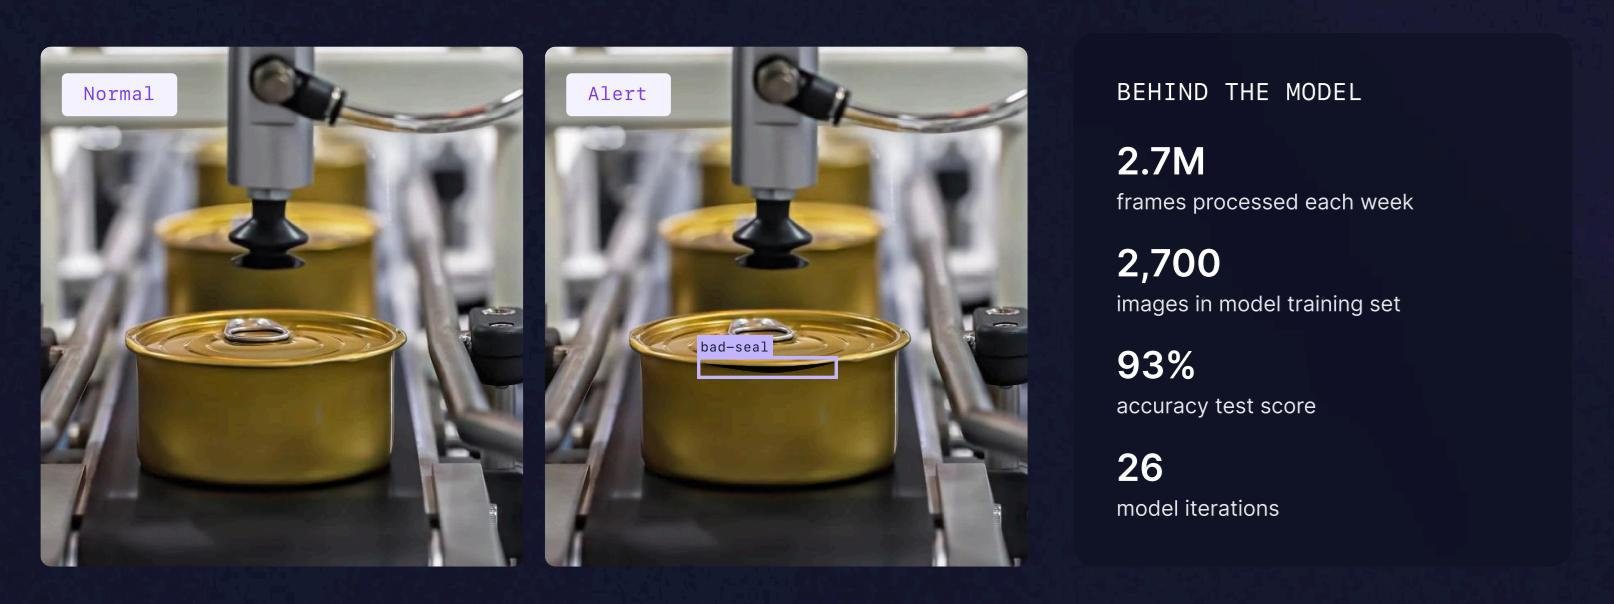 Normal
Alert
bad-seal
BEHIND THE MODEL
2.7M
frames processed each week
2,700
images in model training set
93%
accuracy test score
26
model iterations